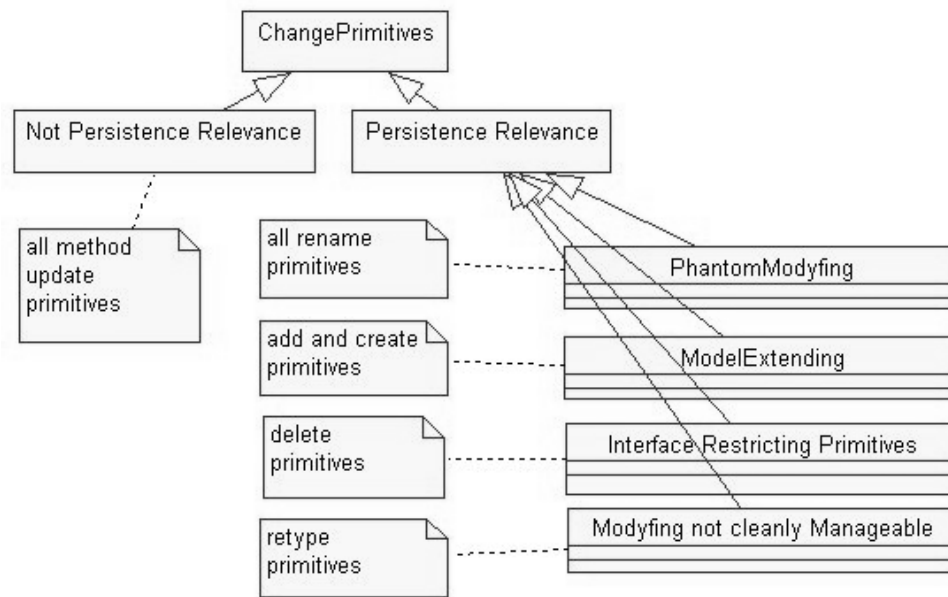 ChangePrimitives
Not Persistence Relevance
Persistence Relevance
all method
update
primitives
all rename
primitives
PhantomModyfing
add and create
primitives
ModelExtending
delete
primitives
Interface Restricting Primitives
retype
primitives
Modyfing not cleanly Manageable